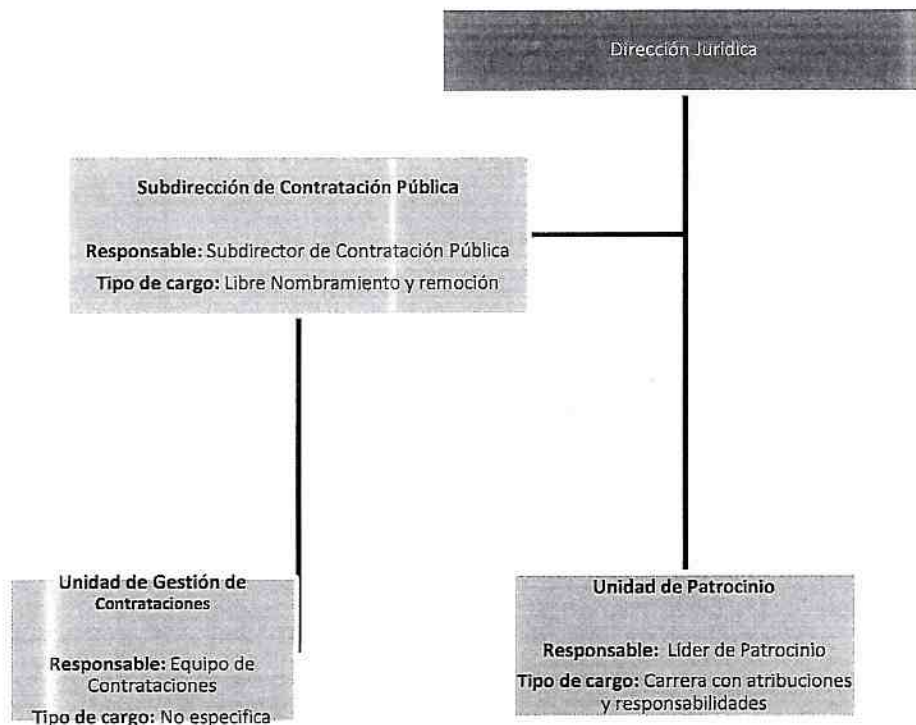 Dirección Jurídica
Subdirección de Contratación Pública
Responsable: Subdirector de Contratación Pública
Tipo de cargo: Libre Nombramiento y remoción
Unidad de Gestión de
Contrataciones
Responsable: Equipo de
Contrataciones
Tipo de cargo: No especifica
Unidad de Patrocinio
Responsable: Líder de Patrocinio
Tipo de cargo: Carrera con atribuciones
y responsabilidades